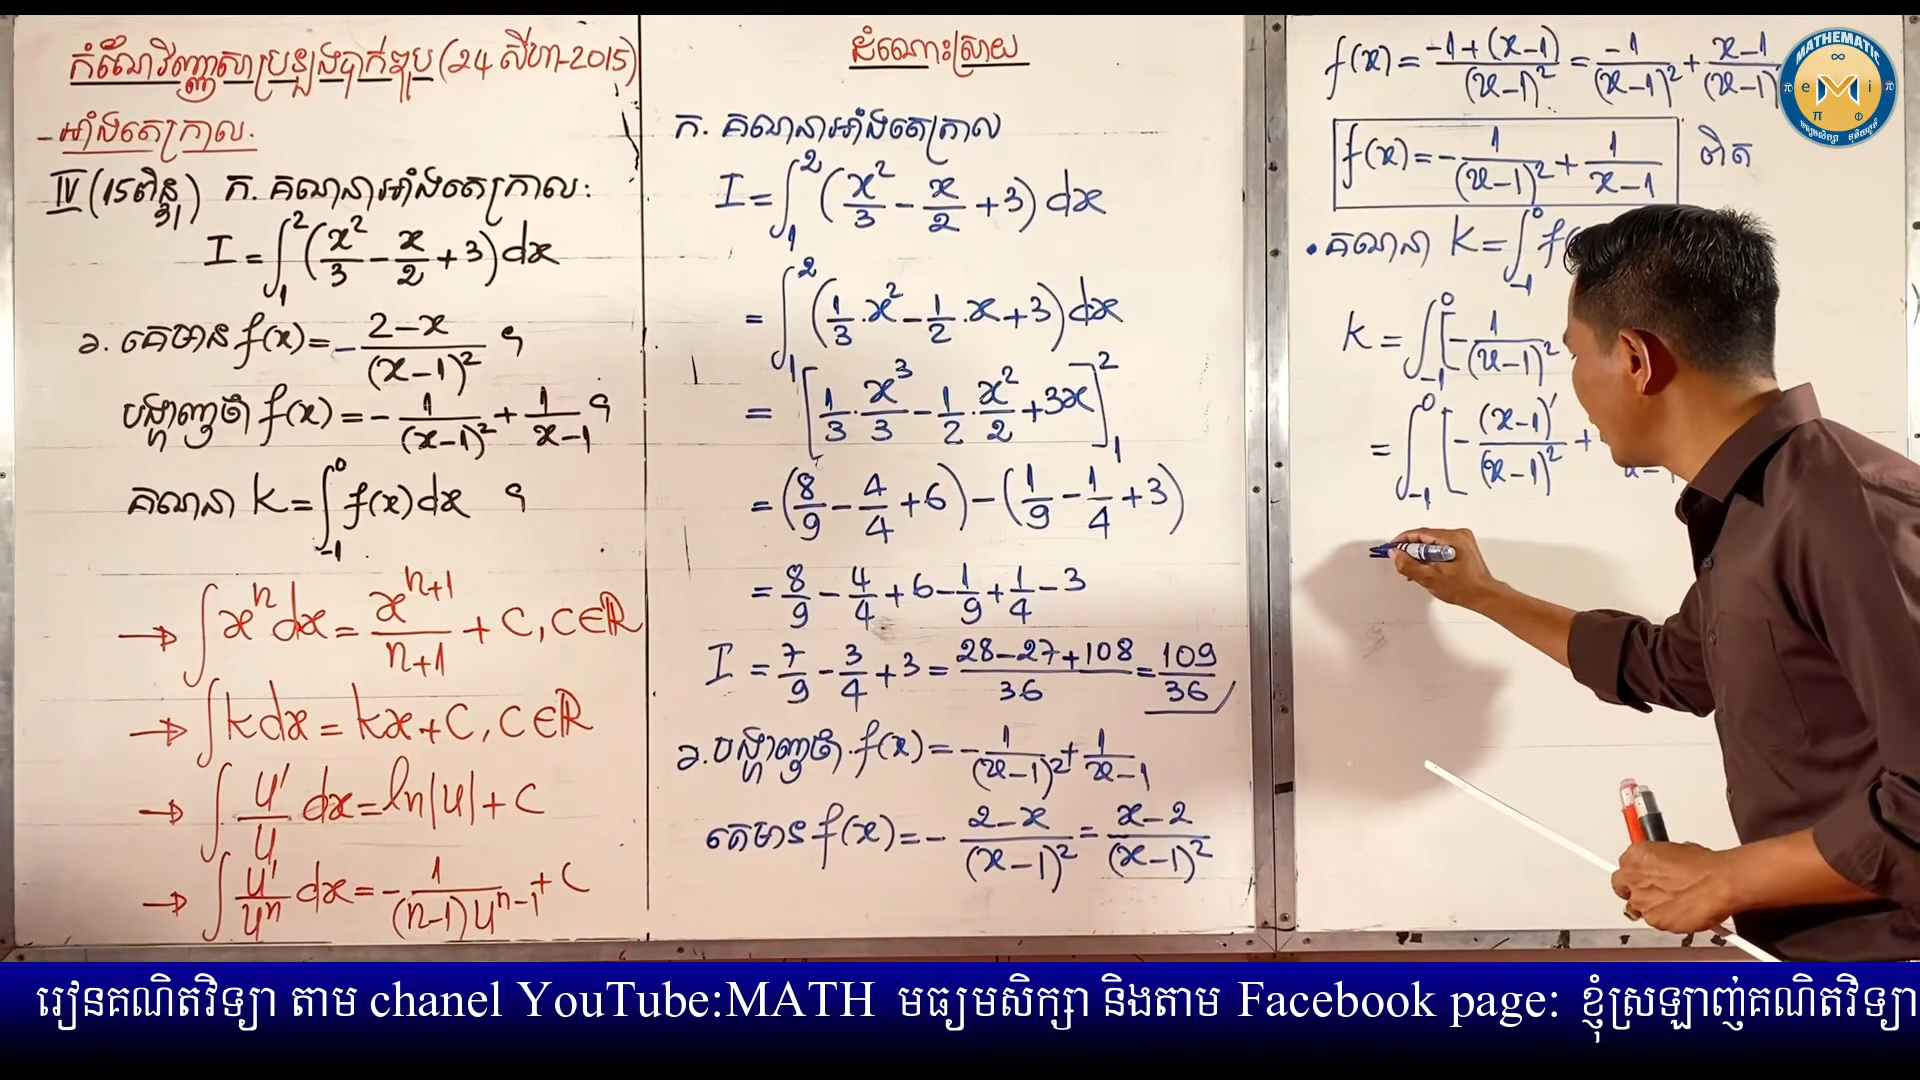 កំណែវិញ្ញាសាប្រឡងបាក់ឌុប (24 សីហា-2015)
- អាំងតេក្រាល.
IV (15ពិន្ទុ) ក. គណនាអាំងតេក្រាល:
I = ∫₁² (x²/3 − x/2 + 3) dx
ខ. គេមាន f(x) = − (2−x)/(x−1)² ។
បង្ហាញថា f(x) = − 1/(x−1)² + 1/(x−1) ។
គណនា K = ∫₋₁⁰ f(x) dx ។
→ ∫ xⁿ dx = xⁿ⁺¹/(n+1) + C, C∈ℝ
→ ∫ k dx = kx + C, C∈ℝ
→ ∫ u'/u dx = ln|u| + C
→ ∫ u'/uⁿ dx = − 1/((n−1)uⁿ⁻¹) + C
ដំណោះស្រាយ
ក. គណនាអាំងតេក្រាល
I = ∫₁² (x²/3 − x/2 + 3) dx
= ∫₁² (1/3 . x² − 1/2 . x + 3) dx
= [1/3 . x³/3 − 1/2 . x²/2 + 3x]₁²
= (8/9 − 4/4 + 6) − (1/9 − 1/4 + 3)
= 8/9 − 4/4 + 6 − 1/9 + 1/4 − 3
I = 7/9 − 3/4 + 3 = (28−27+108)/36 = 109/36
ខ. បង្ហាញថា f(x) = − 1/(x−1)² + 1/(x−1)
គេមាន f(x) = − (2−x)/(x−1)² = (x−2)/(x−1)²
f(x) = (−1+(x−1))/(x−1)² = −1/(x−1)² + (x−1)/(x−1)
f(x) = − 1/(x−1)² + 1/(x−1) ពិត
• គណនា K = ∫₋₁⁰ f(
K = ∫₋₁⁰ [− 1/(x−1)²
= ∫₋₁⁰ [− (x−1)'/(x−1)² +
MATHEMATIC
រៀនគណិតវិទ្យា តាម chanel YouTube:MATH មធ្យមសិក្សា និងតាម Facebook page: ខ្ញុំស្រឡាញ់គណិតវិទ្យា